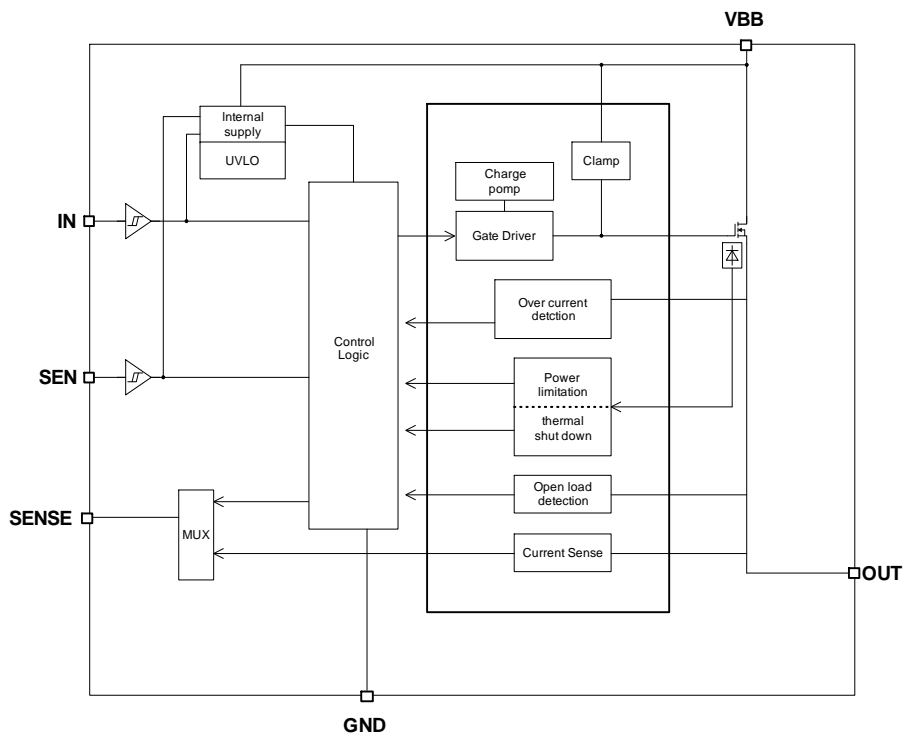 VBB
Internal
supply
UVLO
Clamp
Charge
pomp
Gate Driver
IN
Over current
detction
Control
Logic
SEN
Power
limitation
thermal
shut down
Open load
detection
SENSE
MUX
Current Sense
OUT
GND